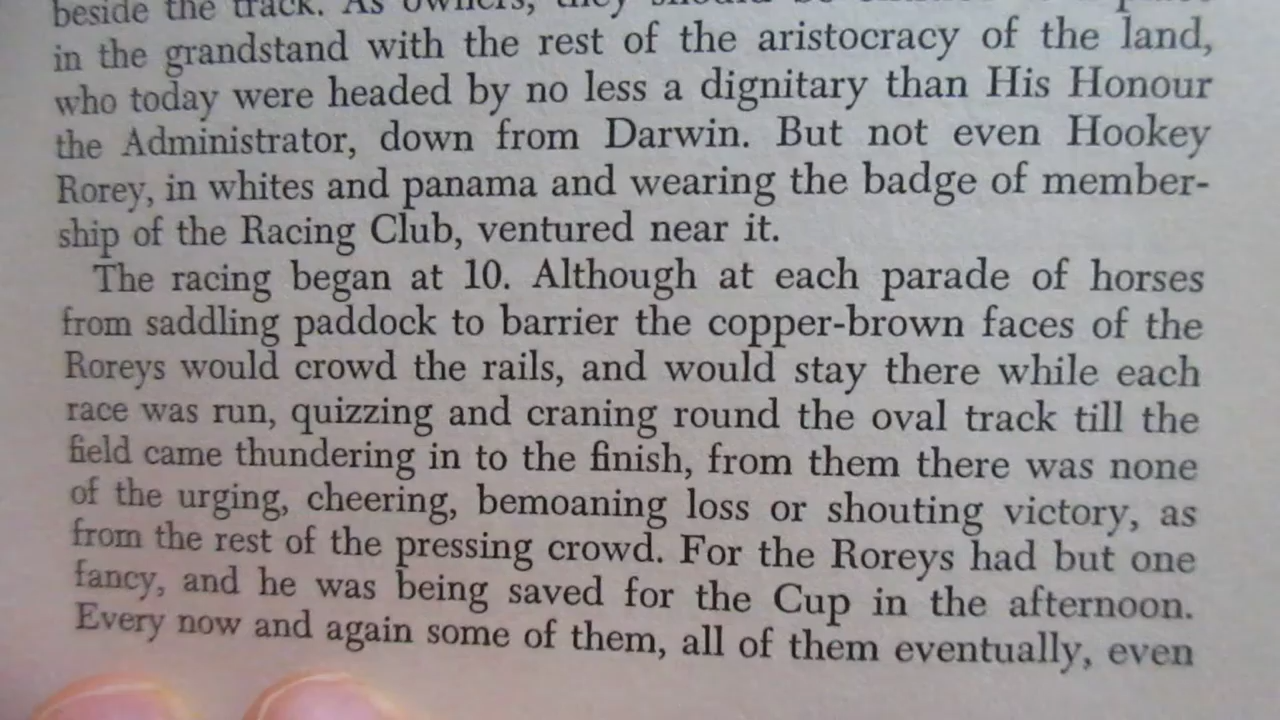 beside the track. As owners, they should be
in the grandstand with the rest of the aristocracy of the land,
who today were headed by no less a dignitary than His Honour
the Administrator, down from Darwin. But not even Hookey
Rorey, in whites and panama and wearing the badge of member-
ship of the Racing Club, ventured near it.
The racing began at 10. Although at each parade of horses
from saddling paddock to barrier the copper-brown faces of the
Roreys would crowd the rails, and would stay there while each
race was run, quizzing and craning round the oval track till the
field came thundering in to the finish, from them there was none
of the urging, cheering, bemoaning loss or shouting victory, as
from the rest of the pressing crowd. For the Roreys had but one
fancy, and he was being saved for the Cup in the afternoon.
Every now and again some of them, all of them eventually, even